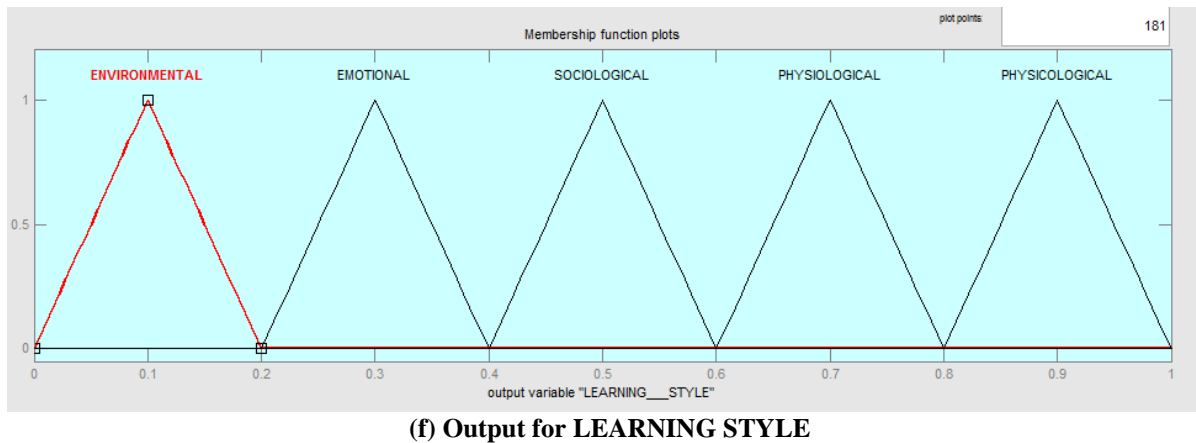 plot points:
181
Membership function plots
ENVIRONMENTAL EMOTIONAL SOCIOLOGICAL PHYSIOLOGICAL PHYSICOLOGICAL
1
0.5
0
0 0.1 0.2 0.3 0.4 0.5 0.6 0.7 0.8 0.9 1
output variable "LEARNING___STYLE"
(f) Output for LEARNING STYLE